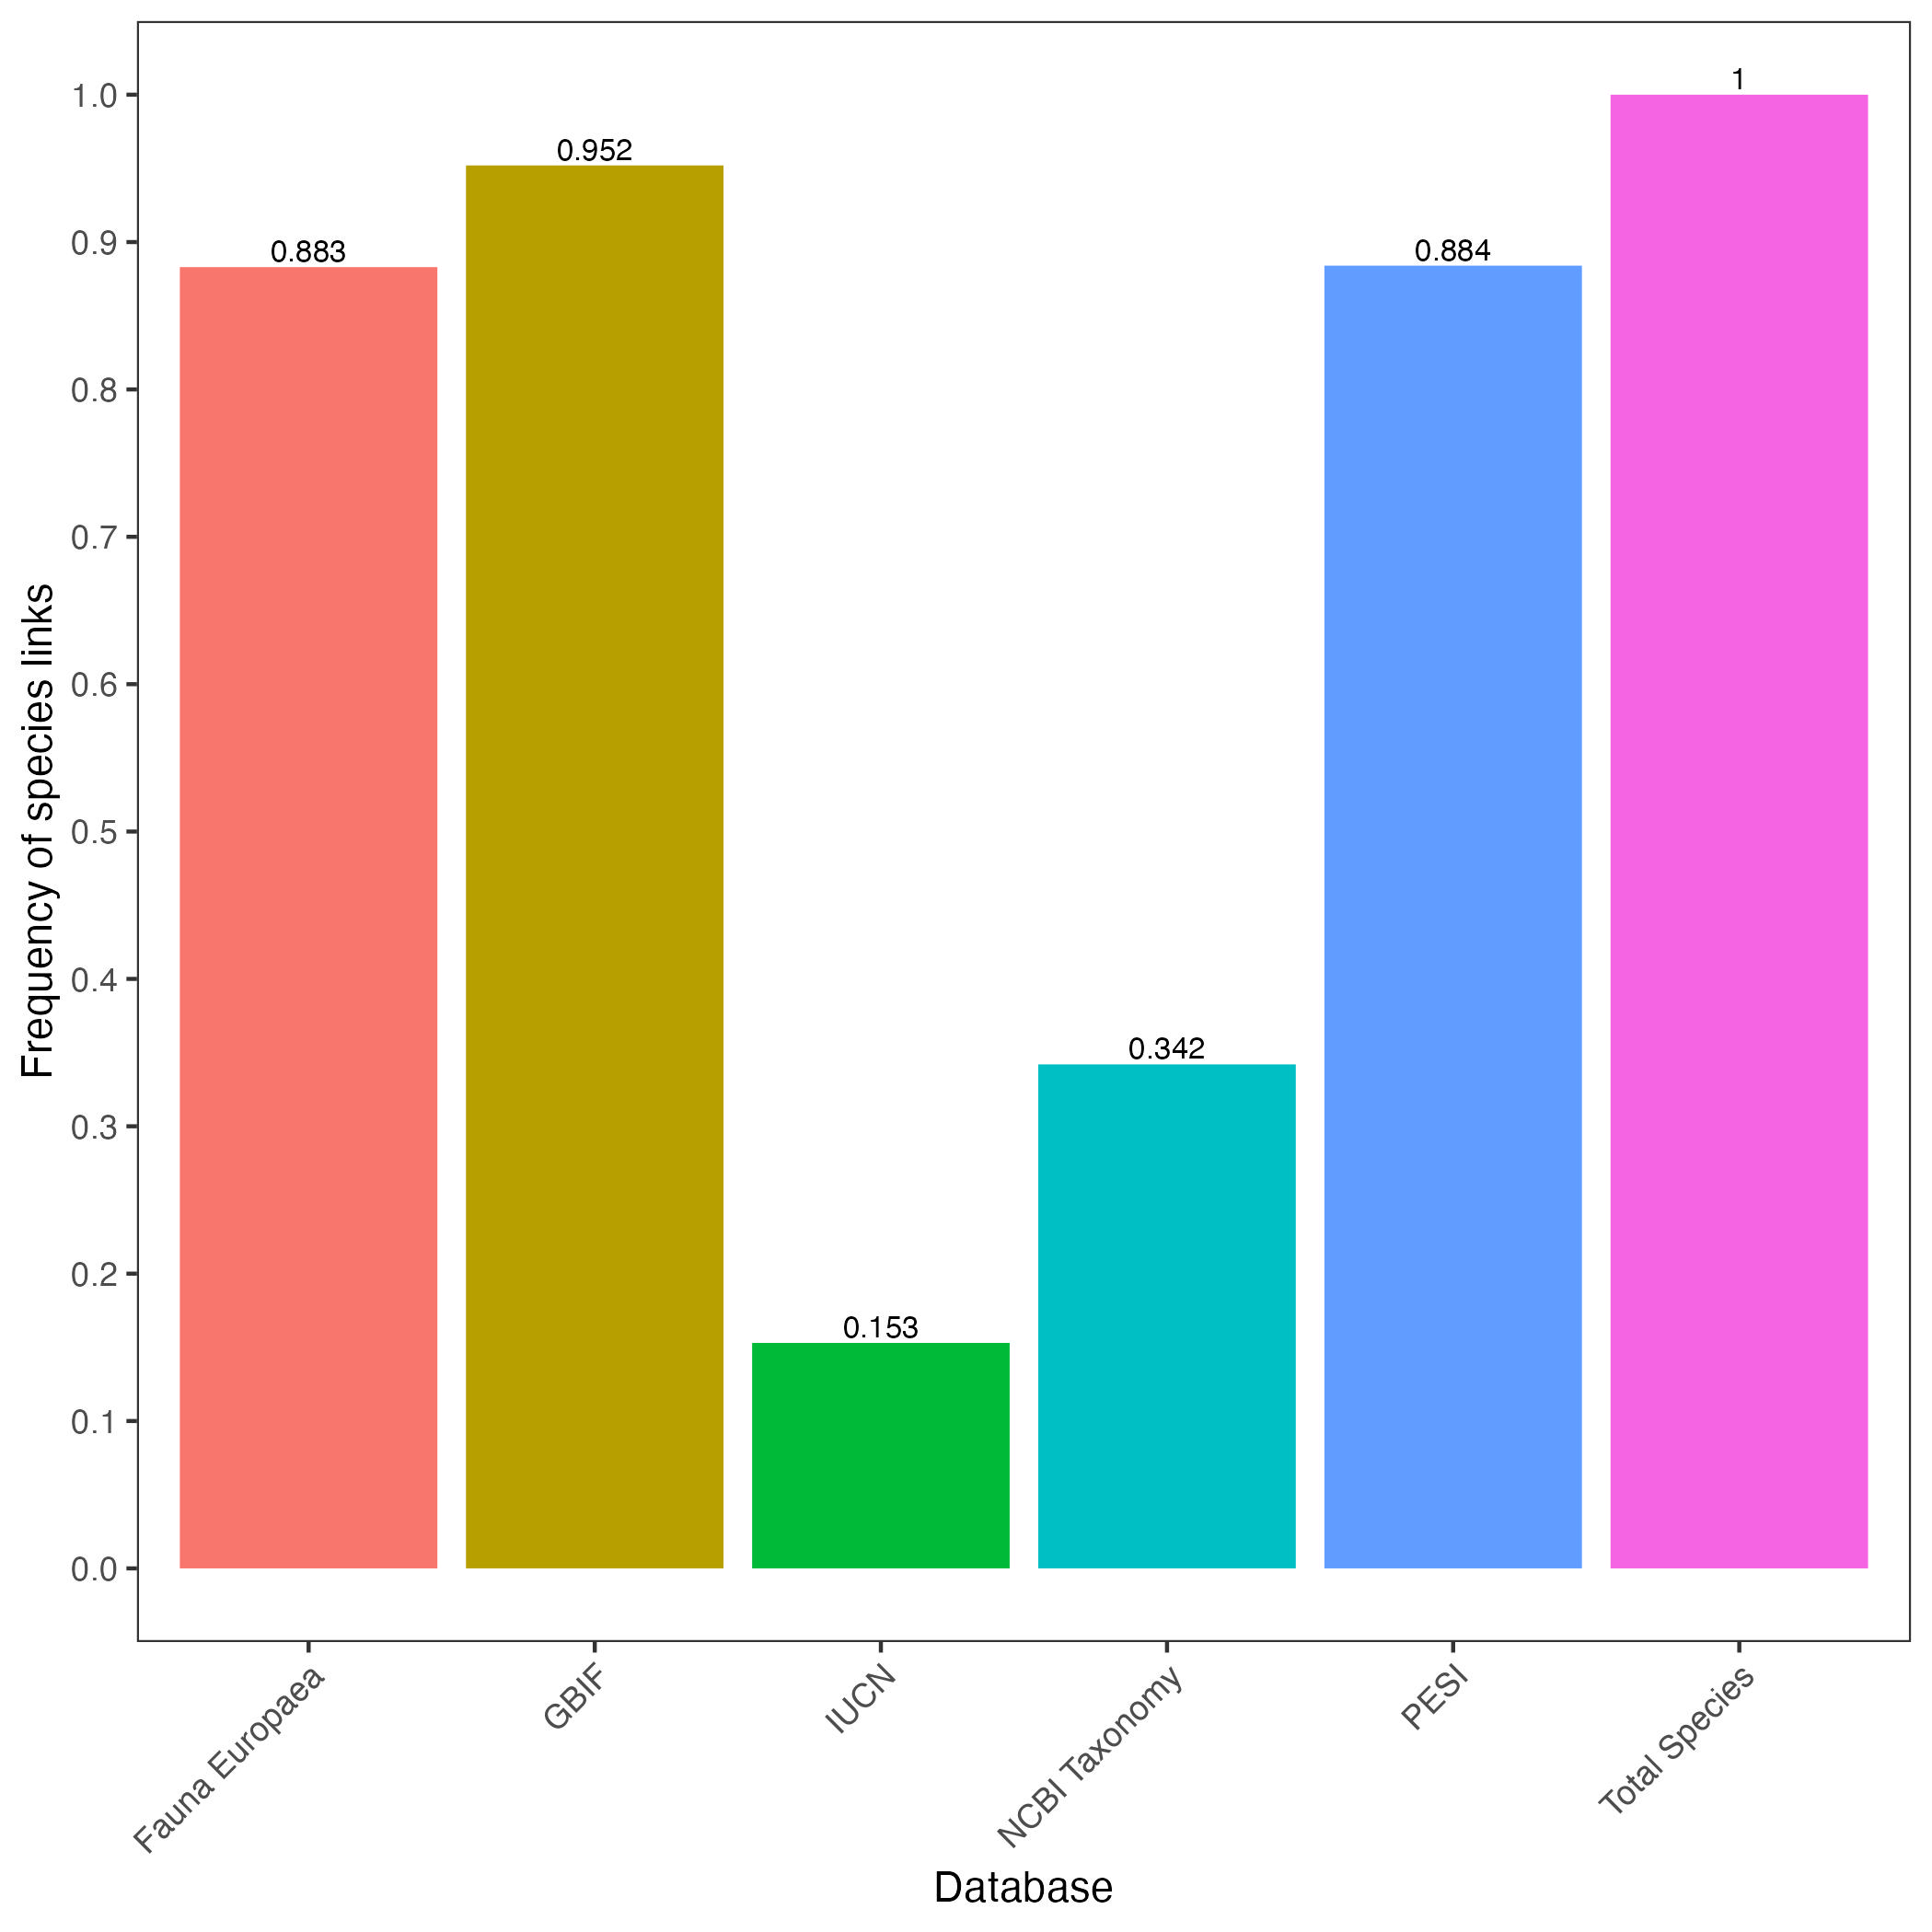 Frequency of species links
1.0
0.9
0.8
0.7
0.6
0.5
0.4
0.3
0.2
0.1
0.0
0.883
0.952
0.153
0.342
0.884
1
Fauna Europaea
GBIF
IUCN
NCBI Taxonomy
PESI
Total Species
Database